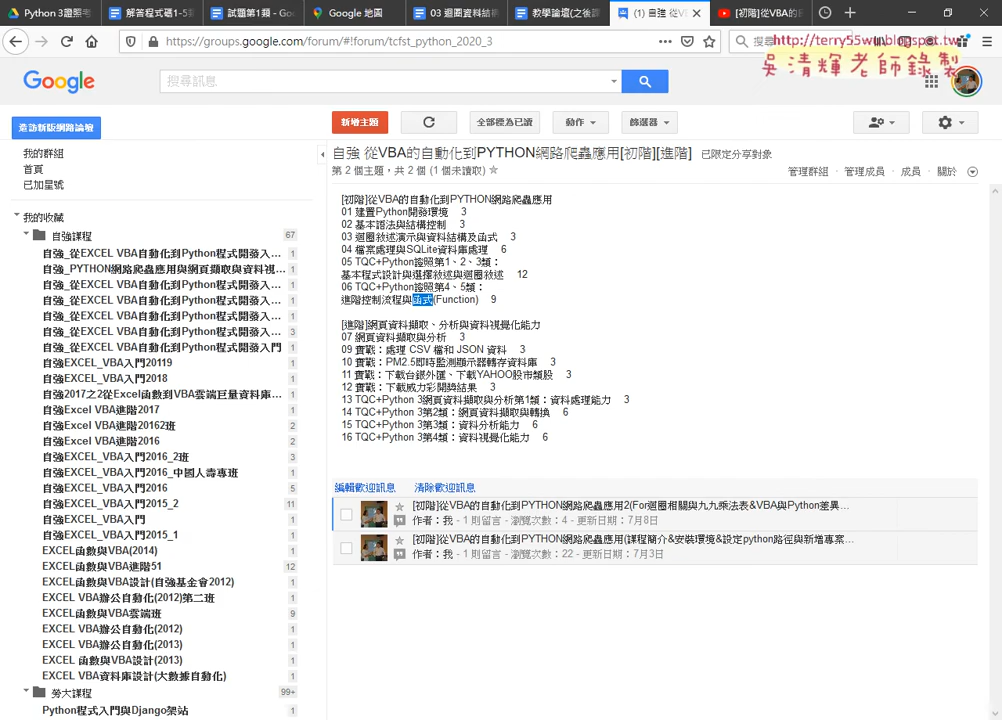 Python 3證照考
解答程式碼1-5
試題第1類 - Goo
Google 地圖
03 迴圈資料結構
教學論壇(之後課
(1) 自強 從VB
[初階]從VBA的自
https://groups.google.com/forum/#!forum/tcfst_python_2020_3
搜尋
http://terry55wu.blogspot.tw
吳清輝老師錄製
Google
搜尋訊息
造訪新版網路論壇
新增主題
全部標為已讀
動作
篩選器
我的群組
首頁
已加星號
我的收藏
自強課程 67
自強_從EXCEL VBA自動化到Python程式開發入... 1
自強_PYTHON網路爬蟲應用與網頁擷取與資料視... 1
自強_從EXCEL VBA自動化到Python程式開發入... 1
自強_從EXCEL VBA自動化到Python程式開發入... 1
自強_從EXCEL VBA自動化到Python程式開發入... 1
自強_從EXCEL VBA自動化到Python程式開發入... 3
自強_從EXCEL VBA自動化到Python程式開發入門 1
自強EXCEL_VBA入門20119 1
自強EXCEL_VBA入門2018 1
自強2017之2從Excel函數到VBA雲端巨量資料庫... 1
自強Excel VBA進階2017 1
自強Excel VBA進階20162班 2
自強Excel VBA進階2016 2
自強EXCEL_VBA入門2016_2班 3
自強EXCEL_VBA入門2016_中國人壽專班 1
自強EXCEL_VBA入門2016 5
自強EXCEL_VBA入門2015_2 11
自強EXCEL_VBA入門 1
自強EXCEL_VBA入門2015_1 1
EXCEL函數與VBA(2014) 1
EXCEL函數與VBA進階51 12
EXCEL函數與VBA設計(自強基金會2012) 1
EXCEL VBA辦公自動化(2012)第二班 1
EXCEL函數與VBA雲端班 9
EXCEL VBA辦公自動化(2012) 1
EXCEL VBA辦公自動化(2013) 1
EXCEL 函數與VBA設計(2013) 1
EXCEL VBA資料庫設計(大數據自動化) 1
勞大課程 99+
Python程式入門與Django架站 1
自強 從VBA的自動化到PYTHON網路爬蟲應用[初階][進階] 已限定分享對象
第 2 個主題，共 2 個 (1 個未讀取)
管理群組 · 管理成員 · 成員 · 關於
[初階]從VBA的自動化到PYTHON網路爬蟲應用
01 建置Python開發環境 3
02 基本語法與結構控制 3
03 迴圈敘述演示與資料結構及函式 3
04 檔案處理與SQLite資料庫處理 6
05 TQC+Python證照第1、2、3類：
基本程式設計與選擇敘述與迴圈敘述 12
06 TQC+Python證照第4、5類：
進階控制流程與函式(Function) 9
[進階]網頁資料擷取、分析與資料視覺化能力
07 網頁資料擷取與分析 3
09 實戰：處理 CSV 檔和 JSON 資料 3
10 實戰：PM2.5即時監測顯示器轉存資料庫 3
11 實戰：下載台銀外匯、下載YAHOO股市類股 3
12 實戰：下載威力彩開獎結果 3
13 TQC+Python 3網頁資料擷取與分析第1類：資料處理能力 3
14 TQC+Python 3第2類：網頁資料擷取與轉換 6
15 TQC+Python 3第3類：資料分析能力 6
16 TQC+Python 3第4類：資料視覺化能力 6
編輯歡迎訊息 清除歡迎訊息
[初階]從VBA的自動化到PYTHON網路爬蟲應用2(For迴圈相關與九九乘法表&VBA與Python差異...
作者：我 - 1 則留言 - 瀏覽次數：4 - 更新日期：7月8日
[初階]從VBA的自動化到PYTHON網路爬蟲應用(課程簡介&安裝環境&設定python路徑與新增專案...
作者：我 - 1 則留言 - 瀏覽次數：22 - 更新日期：7月3日